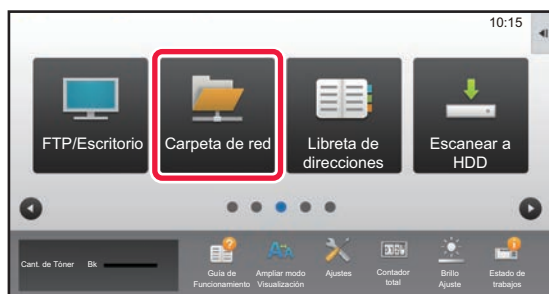 10:15
FTP/Escritorio
Carpeta de red
Libreta de
direcciones
Escanear a
HDD
Cant. de Tóner Bk
Guía de
Funcionamiento
Ampliar modo
Visualización
Ajustes
Contador
total
Brillo
Ajuste
Estado de
trabajos